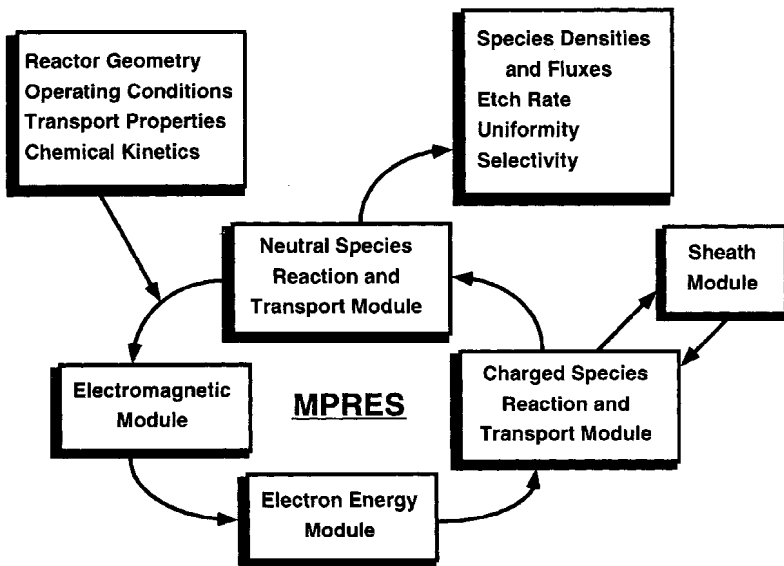 Reactor Geometry
Operating Conditions
Transport Properties
Chemical Kinetics
Species Densities
and Fluxes
Etch Rate
Uniformity
Selectivity
Neutral Species
Reaction and
Transport Module
Sheath
Module
Electromagnetic
Module
MPRES
Charged Species
Reaction and
Transport Module
Electron Energy
Module